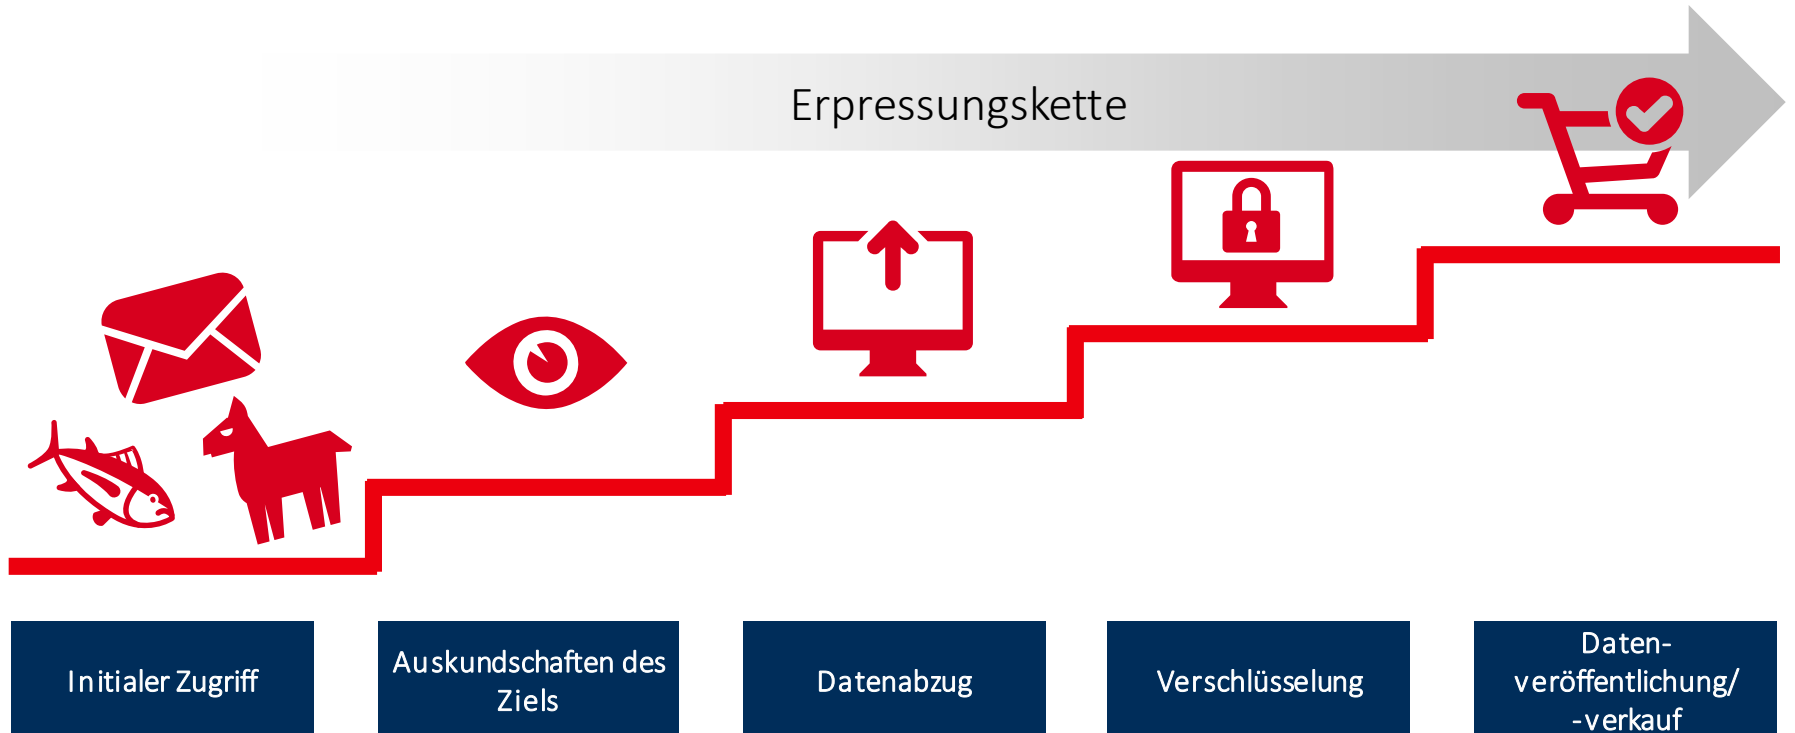 Erpressungskette
Initialer Zugriff
Auskundschaften des
Ziels
Datenabzug
Verschlüsselung
Daten-
veröffentlichung/
-verkauf